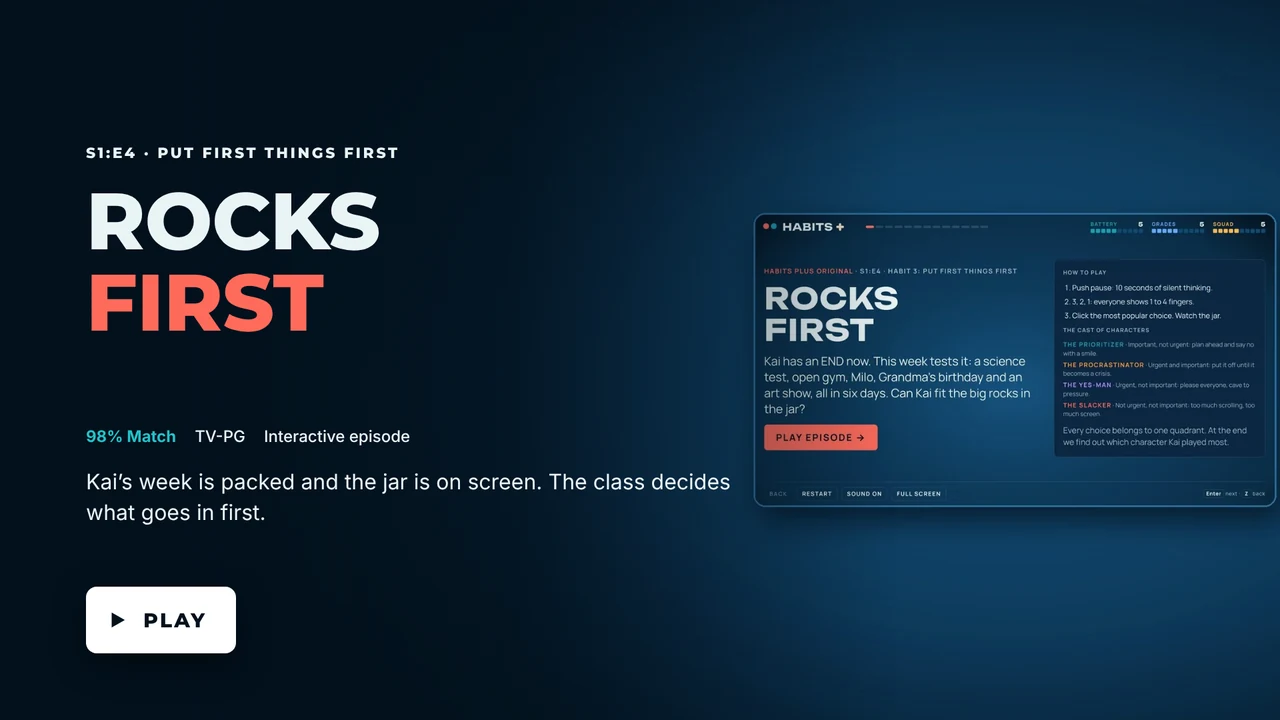 S1:E4 · PUT FIRST THINGS FIRST
ROCKS
FIRST
98% Match TV-PG Interactive episode
Kai's week is packed and the jar is on screen. The class decides
what goes in first.
PLAY
HABITS +
BATTERY 5 GRADES 5 SQUAD 5
HABITS PLUS ORIGINAL · S1:E4 · HABIT 3: PUT FIRST THINGS FIRST
ROCKS
FIRST
Kai has an END now. This week tests it: a science
test, open gym, Milo, Grandma's birthday and an
art show, all in six days. Can Kai fit the big rocks in
the jar?
PLAY EPISODE →
HOW TO PLAY
1. Push pause: 10 seconds of silent thinking.
2. 3, 2, 1: everyone shows 1 to 4 fingers.
3. Click the most popular choice. Watch the jar.
THE CAST OF CHARACTERS
THE PRIORITIZER · Important, not urgent: plan ahead and say no
with a smile.
THE PROCRASTINATOR · Urgent and important: put it off until it
becomes a crisis.
THE YES-MAN · Urgent, not important: please everyone, cave to
pressure.
THE SLACKER · Not urgent, not important: too much scrolling, too
much screen.
Every choice belongs to one quadrant. At the end
we find out which character Kai played most.
BACK RESTART SOUND ON FULL SCREEN
Enter next Z back